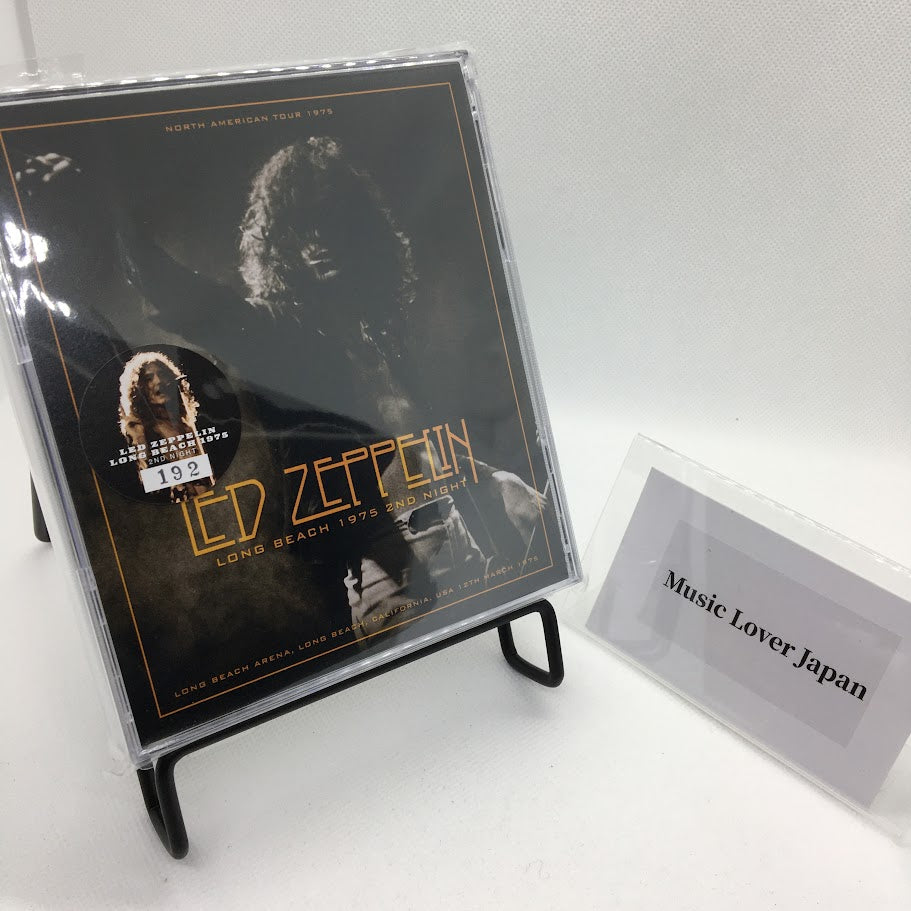 NORTH AMERICAN TOUR 1975
LED ZEPPELIN
LONG BEACH 1975
2ND NIGHT
192
LED ZEPPELIN
LONG BEACH 1975 2ND NIGHT
LONG BEACH ARENA, LONG BEACH, CALIFORNIA, USA 12TH MARCH 1975
Music Lover Japan